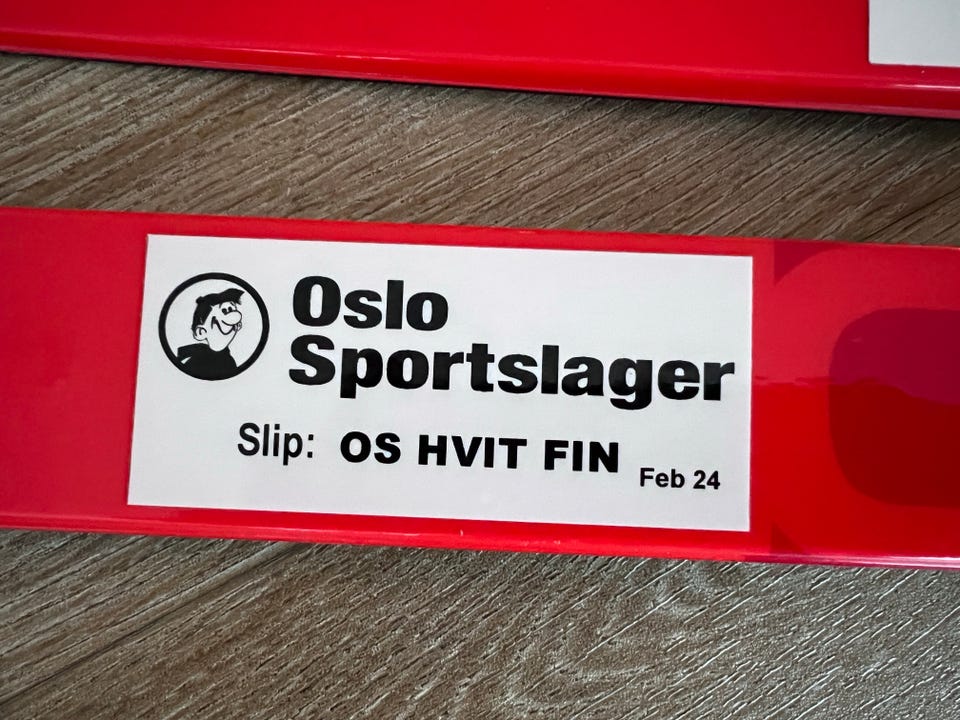 Oslo
Sportslager
Slip: OS HVIT FIN
Feb 24